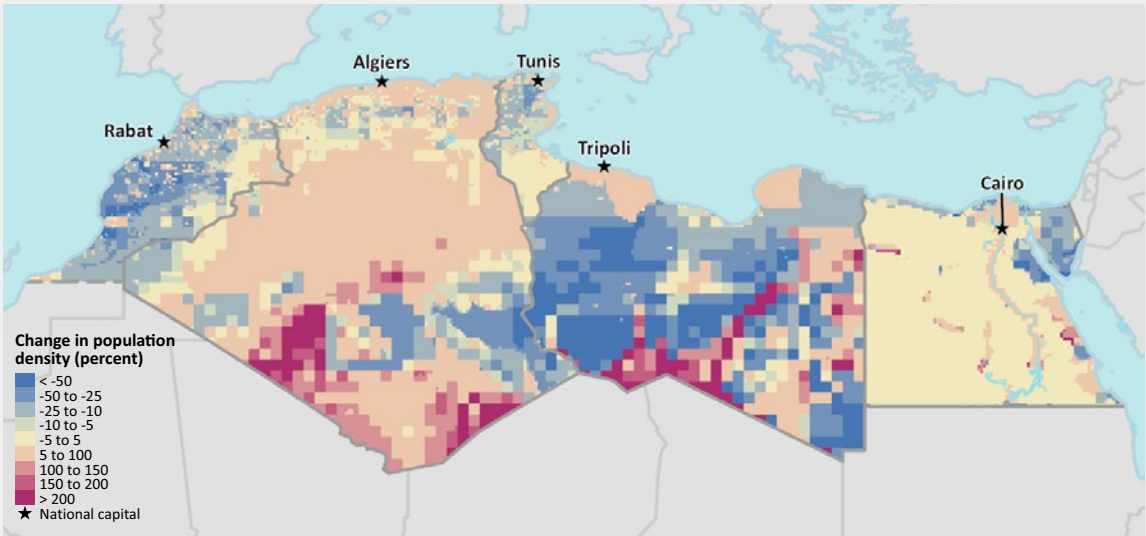 Algiers
Tunis
Rabat
Tripoli
Cairo
Change in population
density (percent)
< -50
-50 to -25
-25 to -10
-10 to -5
-5 to 5
5 to 100
100 to 150
150 to 200
> 200
National capital